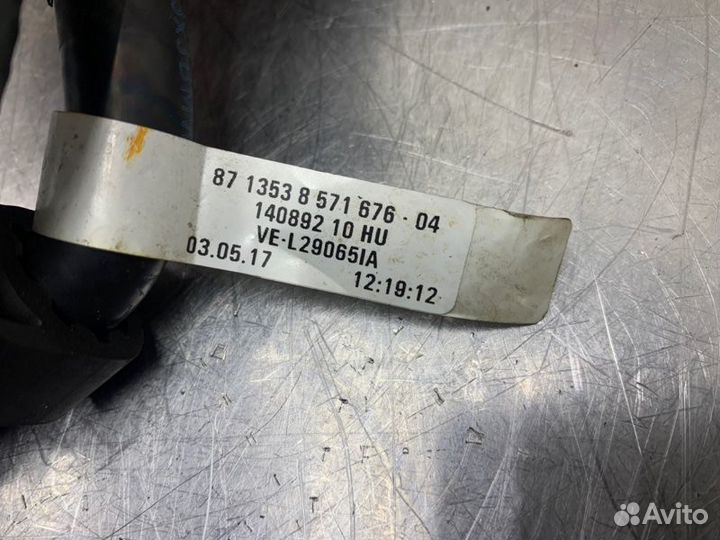 87 1353 8 571 676 - 04
140892 10 HU
VE-L29065IA
03.05.17 12:19:12
Avito